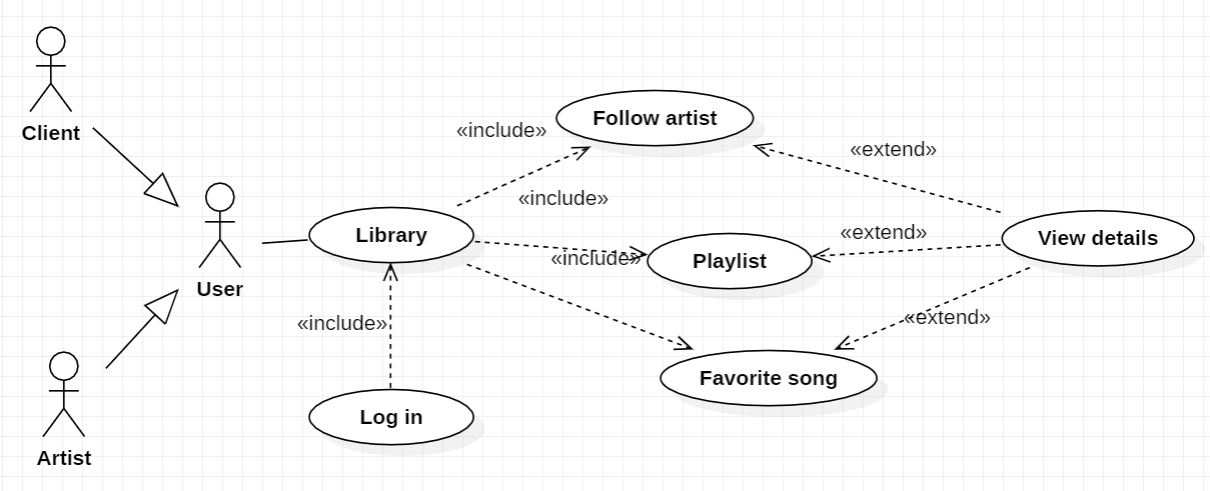 Client
Follow artist
«include»
«extend»
«include»
Library
«extend»
View details
«include»
Playlist
User
«include»
«extend»
Favorite song
Log in
Artist